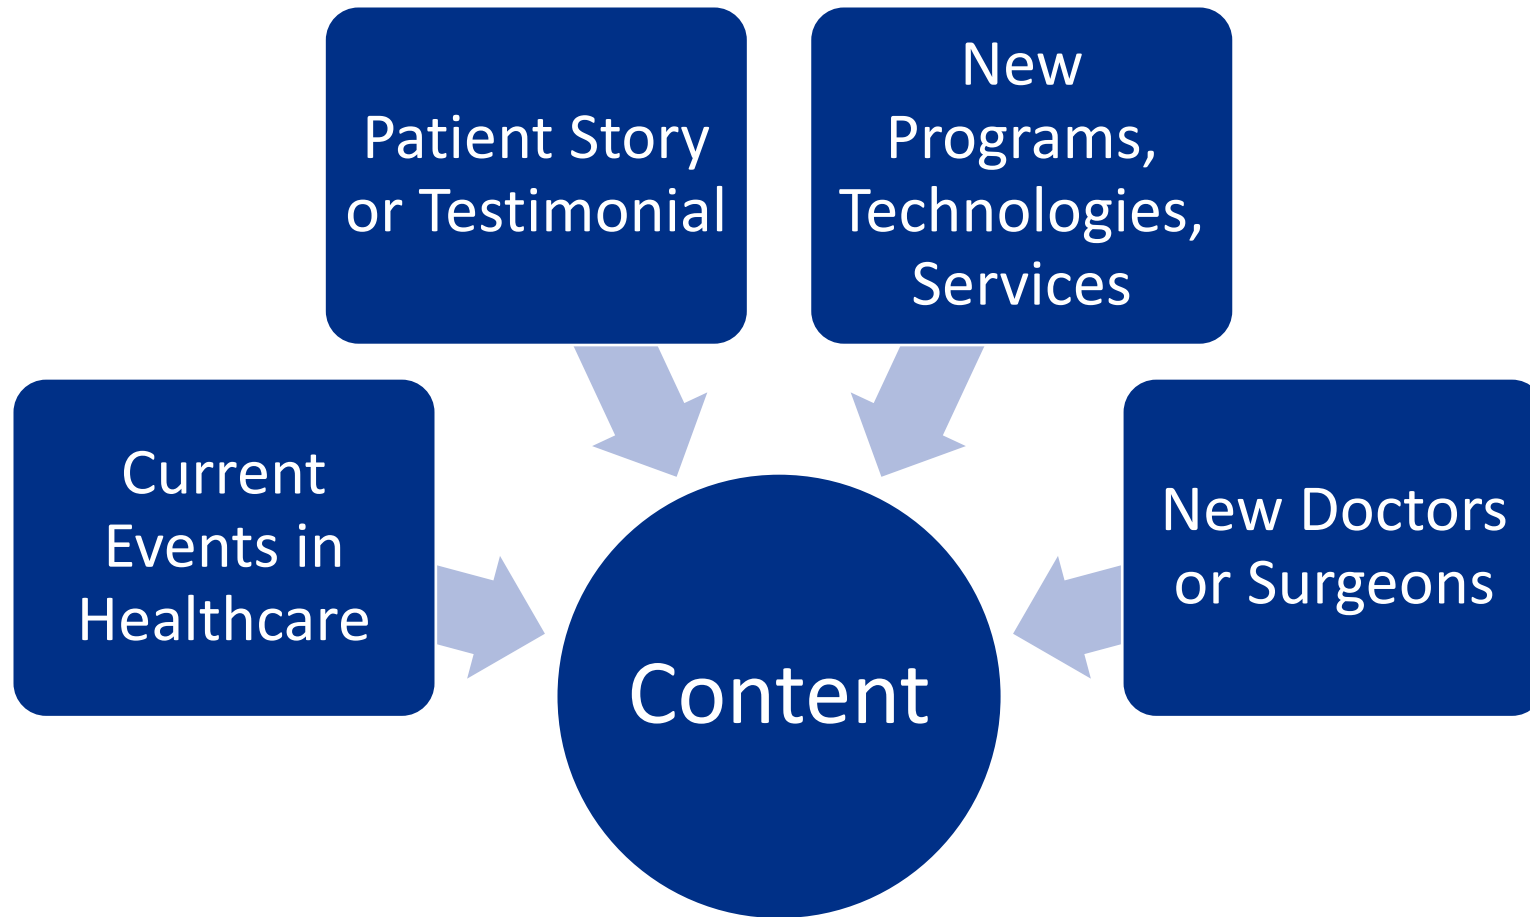 Patient Story
or Testimonial
New
Programs,
Technologies,
Services
Current
Events in
Healthcare
New Doctors
or Surgeons
Content